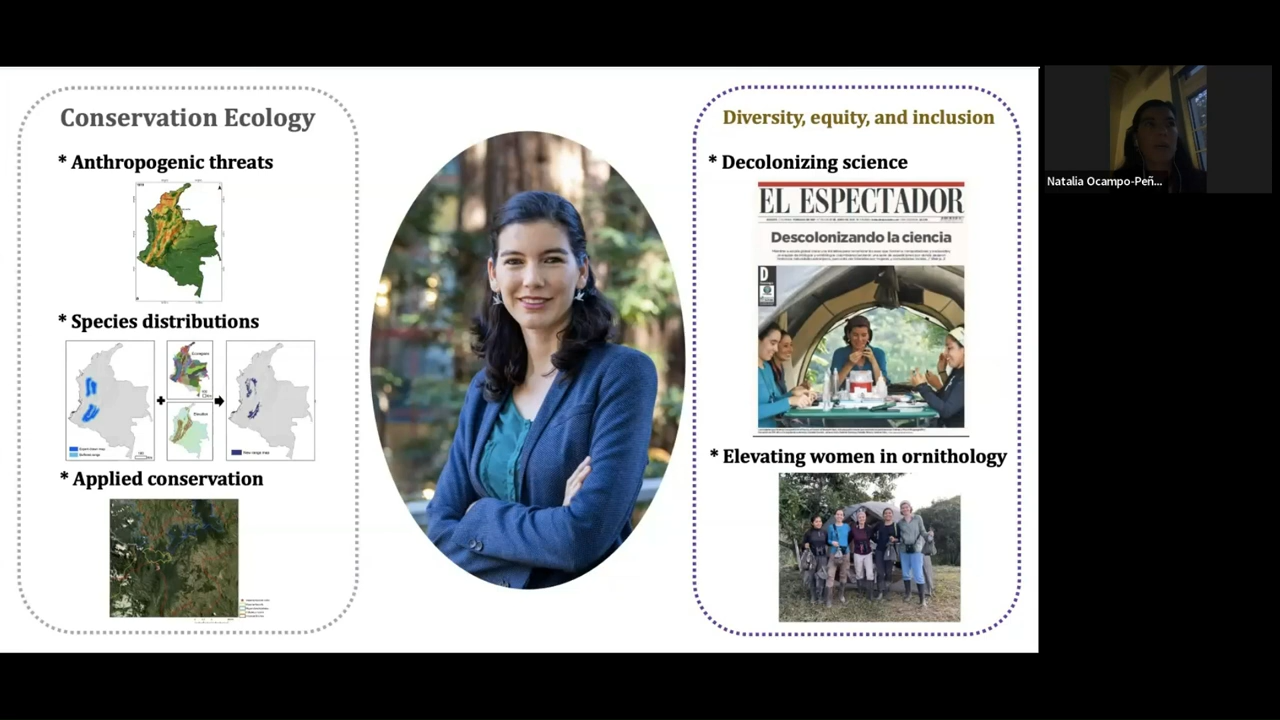 Conservation Ecology
* Anthropogenic threats
* Species distributions
* Applied conservation
Diversity, equity, and inclusion
* Decolonizing science
EL ESPECTADOR
Descolonizando la ciencia
D
* Elevating women in ornithology
Natalia Ocampo-Peñ...